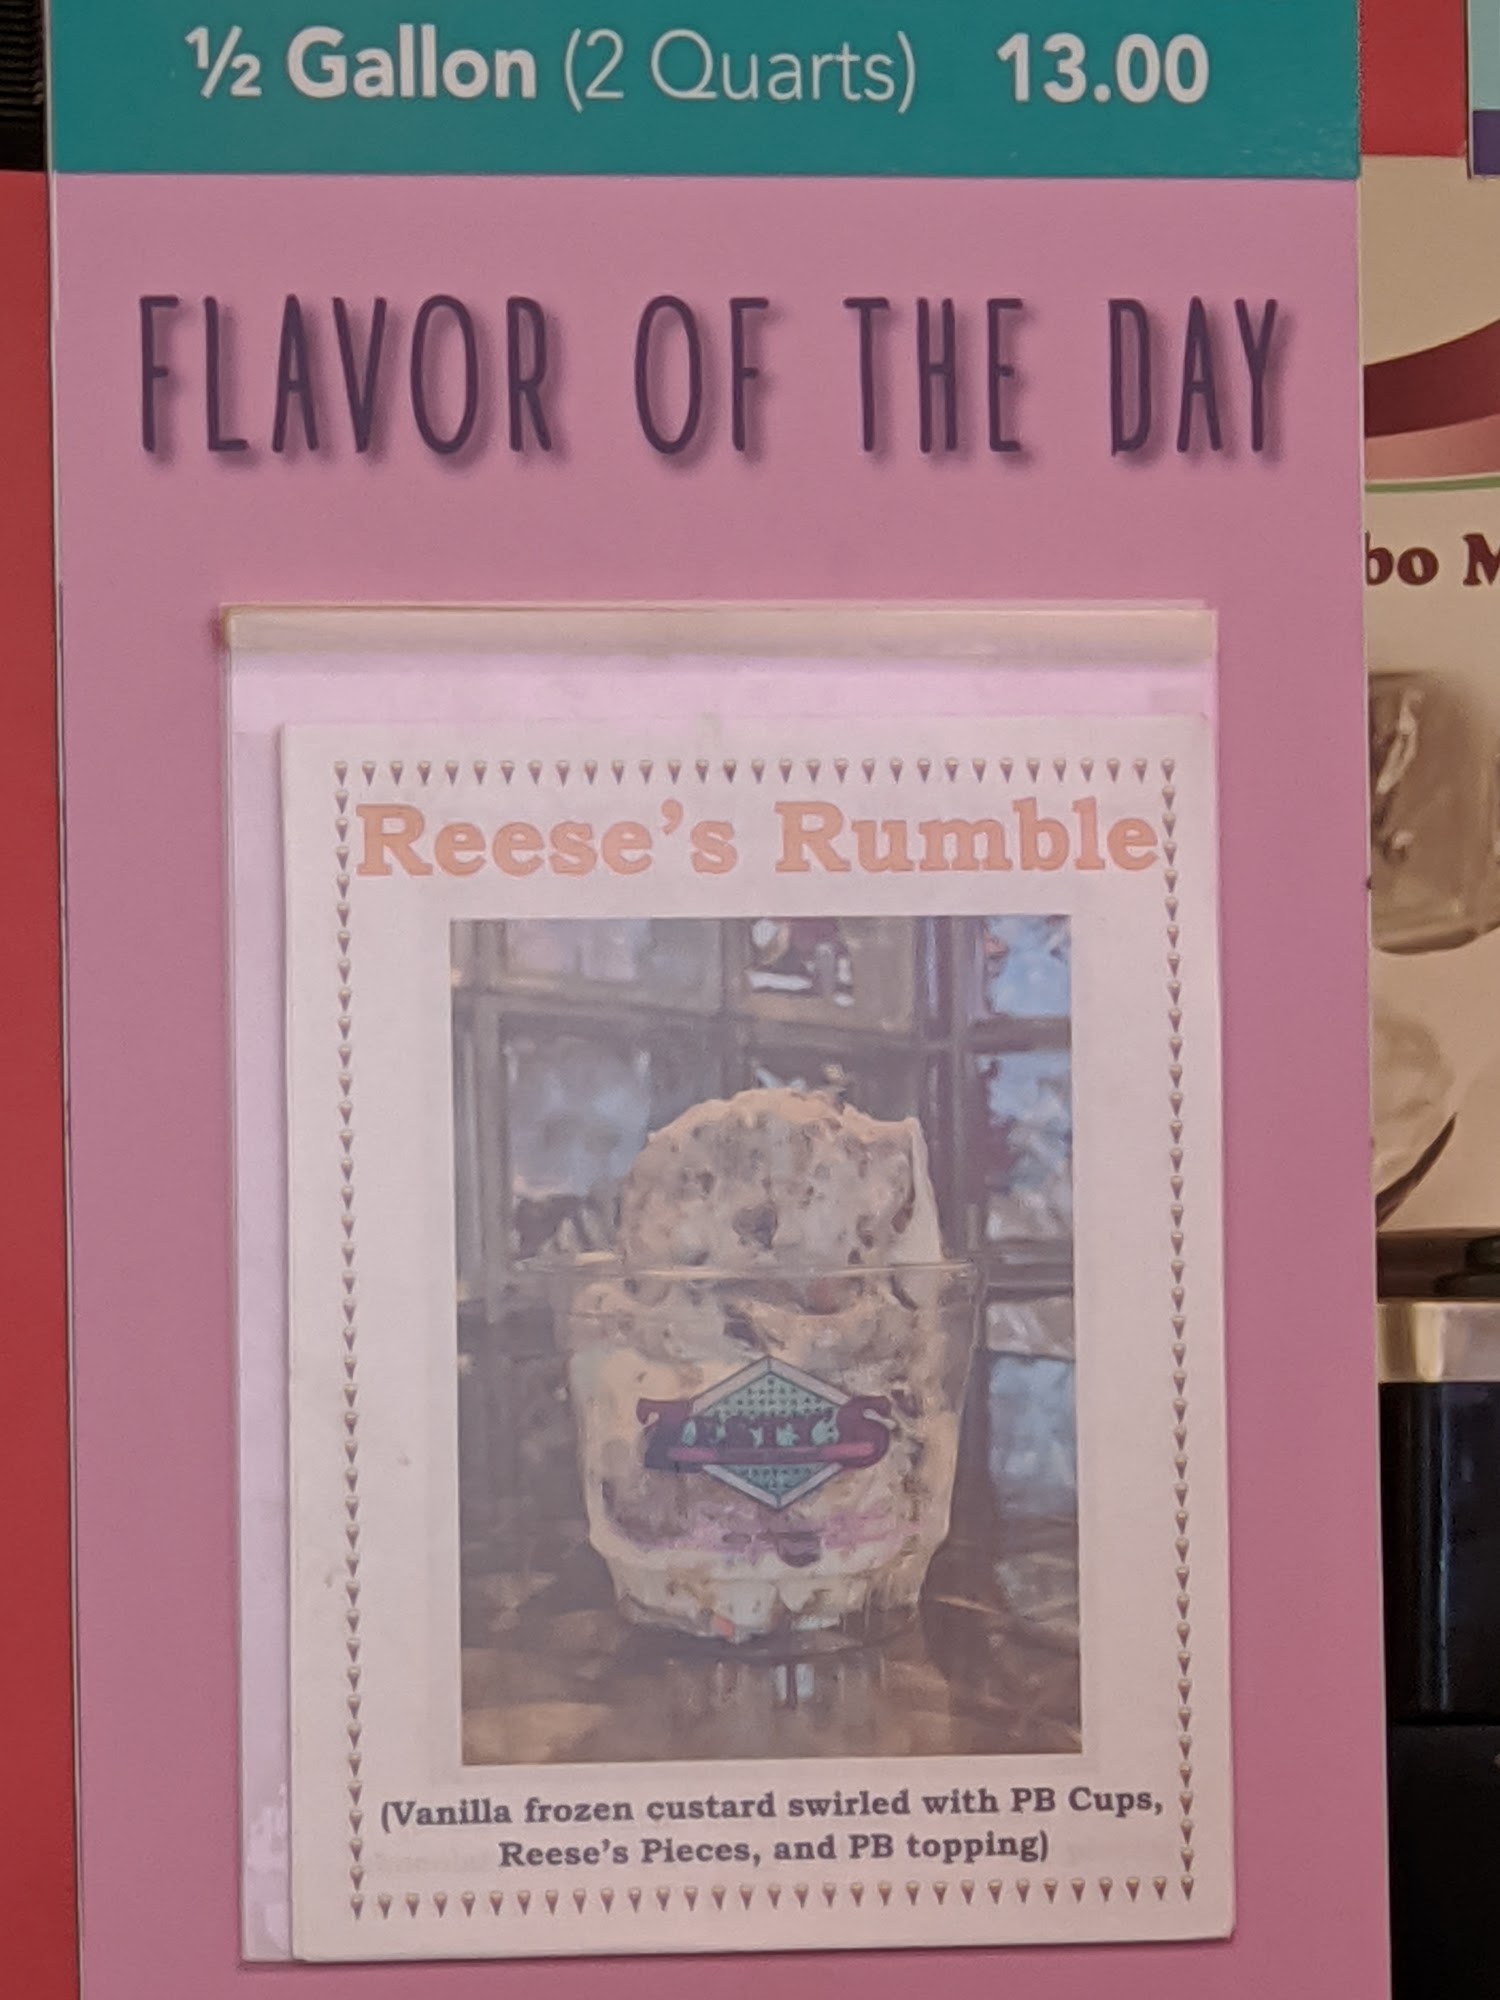 ½ Gallon (2 Quarts) 13.00
FLAVOR OF THE DAY
bo M
Reese's Rumble
(Vanilla frozen custard swirled with PB Cups,
Reese's Pieces, and PB topping)